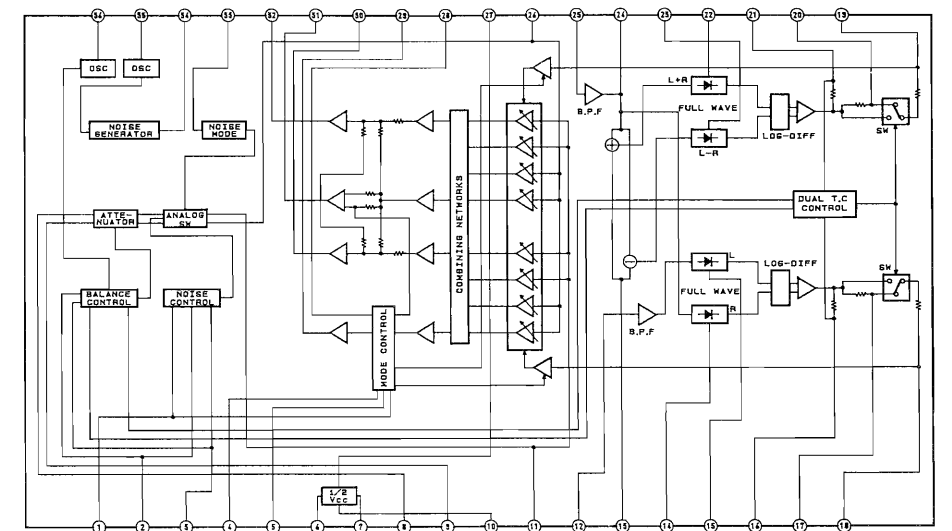 36 35 34 33 32 31 30 29 28 27 26 25 24 23 22 21 20 19
OSC OSC
NOISE GENERATOR
NOISE MODE
ATTE-
NUATOR
ANALOG
SW
BALANCE
CONTROL
NOISE
CONTROL
MODE CONTROL
COMBINING NETWORKS
B.P.F
L+R
FULL WAVE
L-R
LOG-DIFF
SW
DUAL T.C
CONTROL
B.P.F
L
FULL WAVE
R
LOG-DIFF
SW
1/2
Vcc
1 2 3 4 5 6 7 8 9 10 11 12 13 14 15 16 17 18